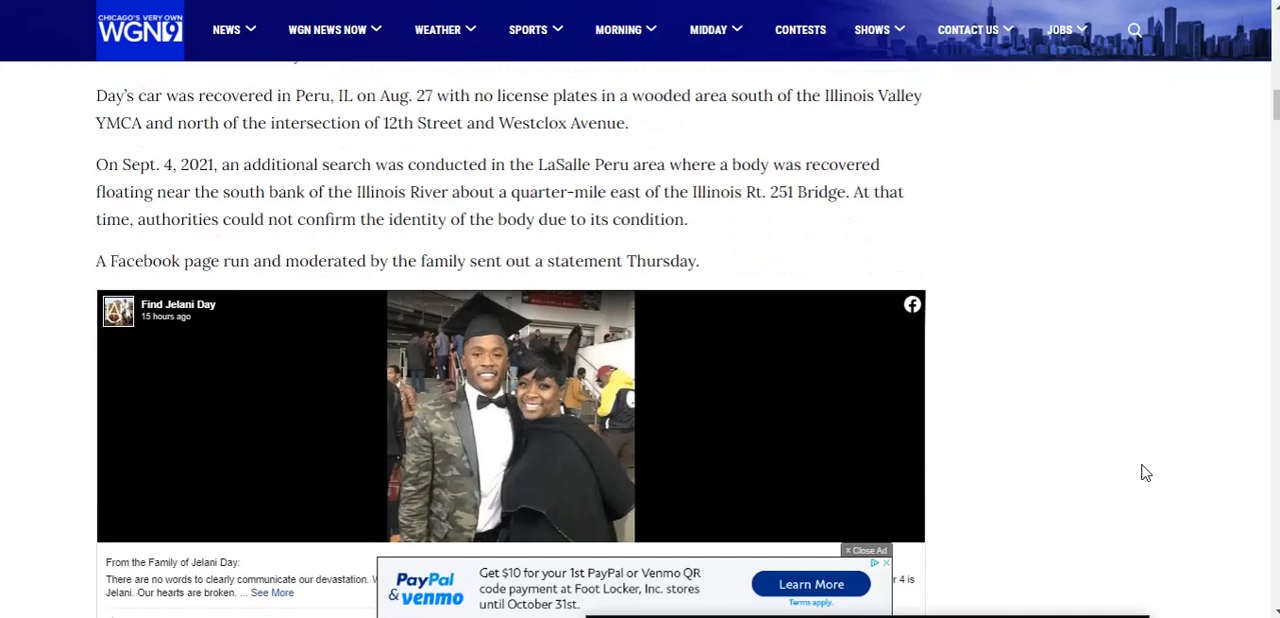 CHICAGO'S VERY OWN
WGN9
NEWS WGN NEWS NOW WEATHER SPORTS MORNING MIDDAY CONTESTS SHOWS CONTACT US JOBS
Day's car was recovered in Peru, IL on Aug. 27 with no license plates in a wooded area south of the Illinois Valley
YMCA and north of the intersection of 12th Street and Westclox Avenue.
On Sept. 4, 2021, an additional search was conducted in the LaSalle Peru area where a body was recovered
floating near the south bank of the Illinois River about a quarter-mile east of the Illinois Rt. 251 Bridge. At that
time, authorities could not confirm the identity of the body due to its condition.
A Facebook page run and moderated by the family sent out a statement Thursday.
Find Jelani Day
15 hours ago
From the Family of Jelani Day:
There are no words to clearly communicate our devastation. 4 is
Jelani. Our hearts are broken. ... See More
x Close Ad
PayPal
& venmo
Get $10 for your 1st PayPal or Venmo QR
code payment at Foot Locker, Inc. stores
until October 31st.
Learn More
Terms apply.